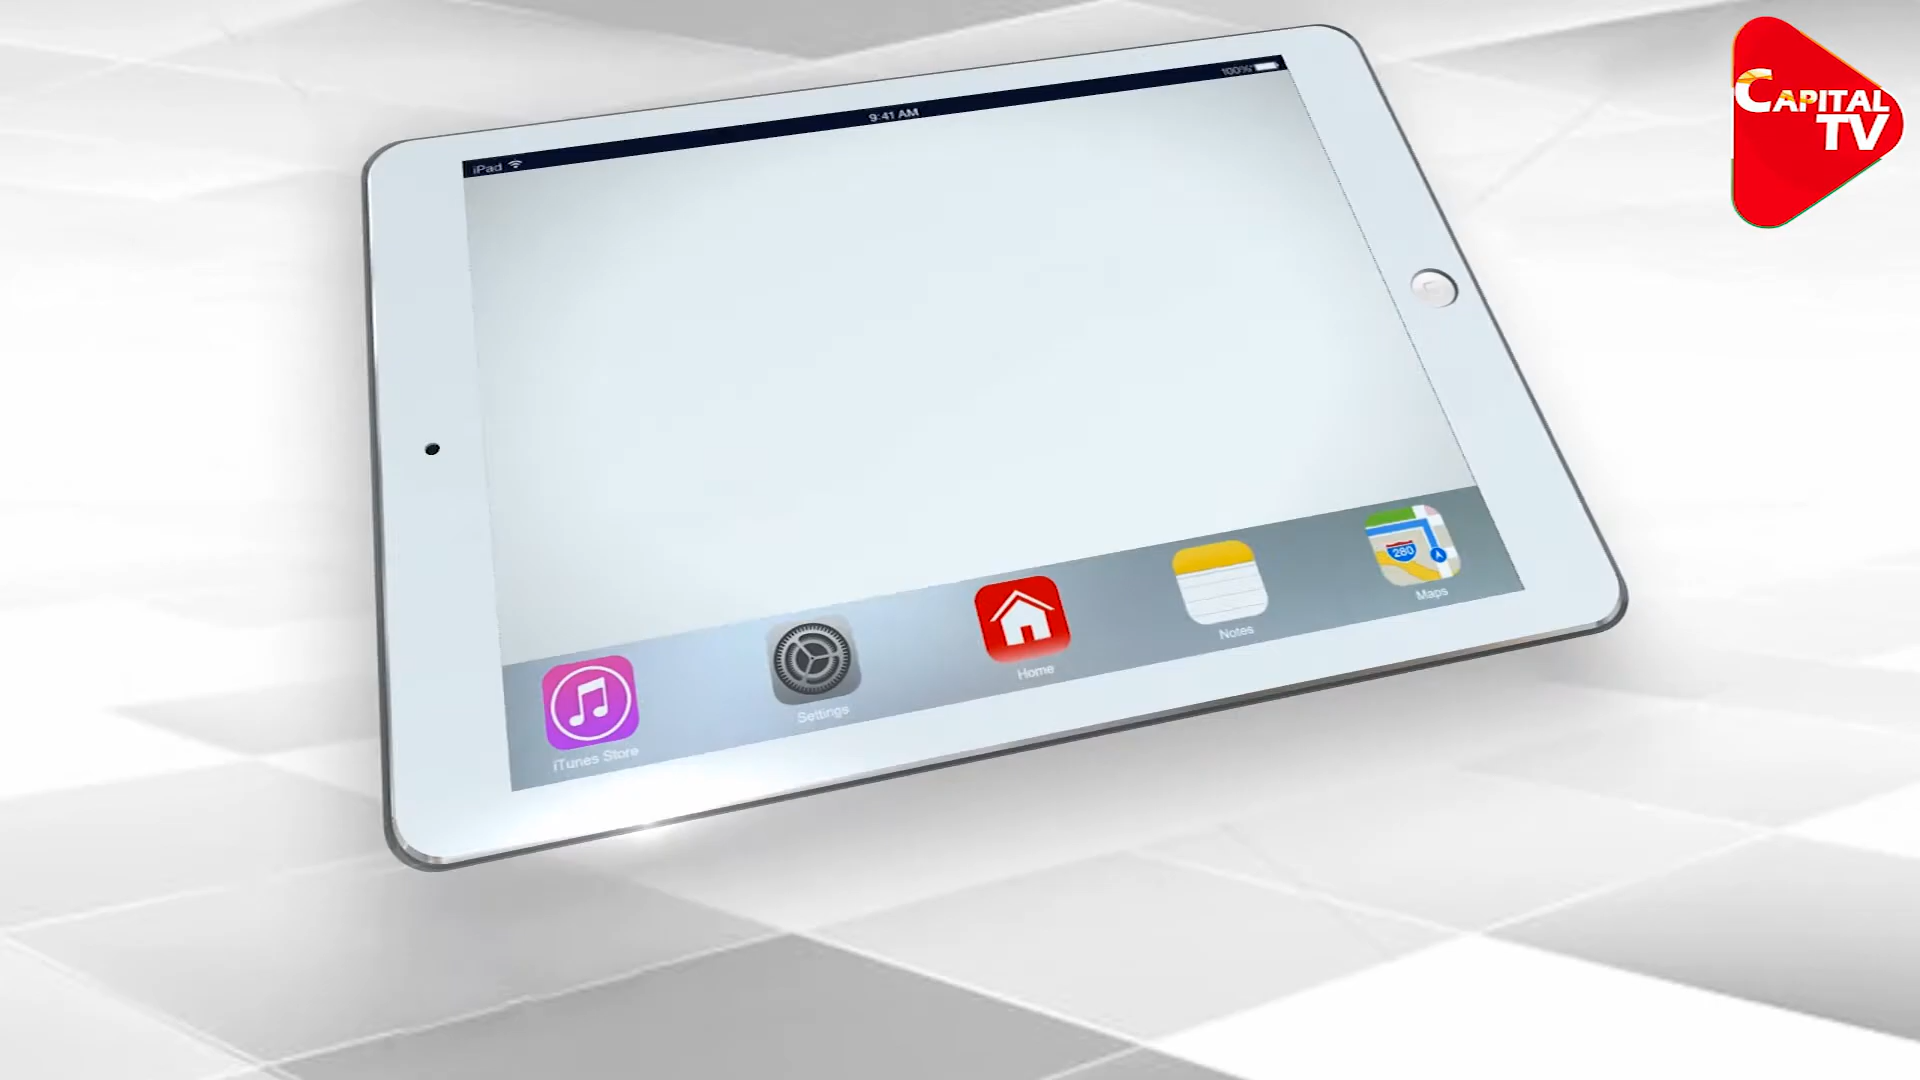 CAPITAL
TV
iPad
9:41 AM
100%
iTunes Store
Settings
Home
Notes
Maps
280